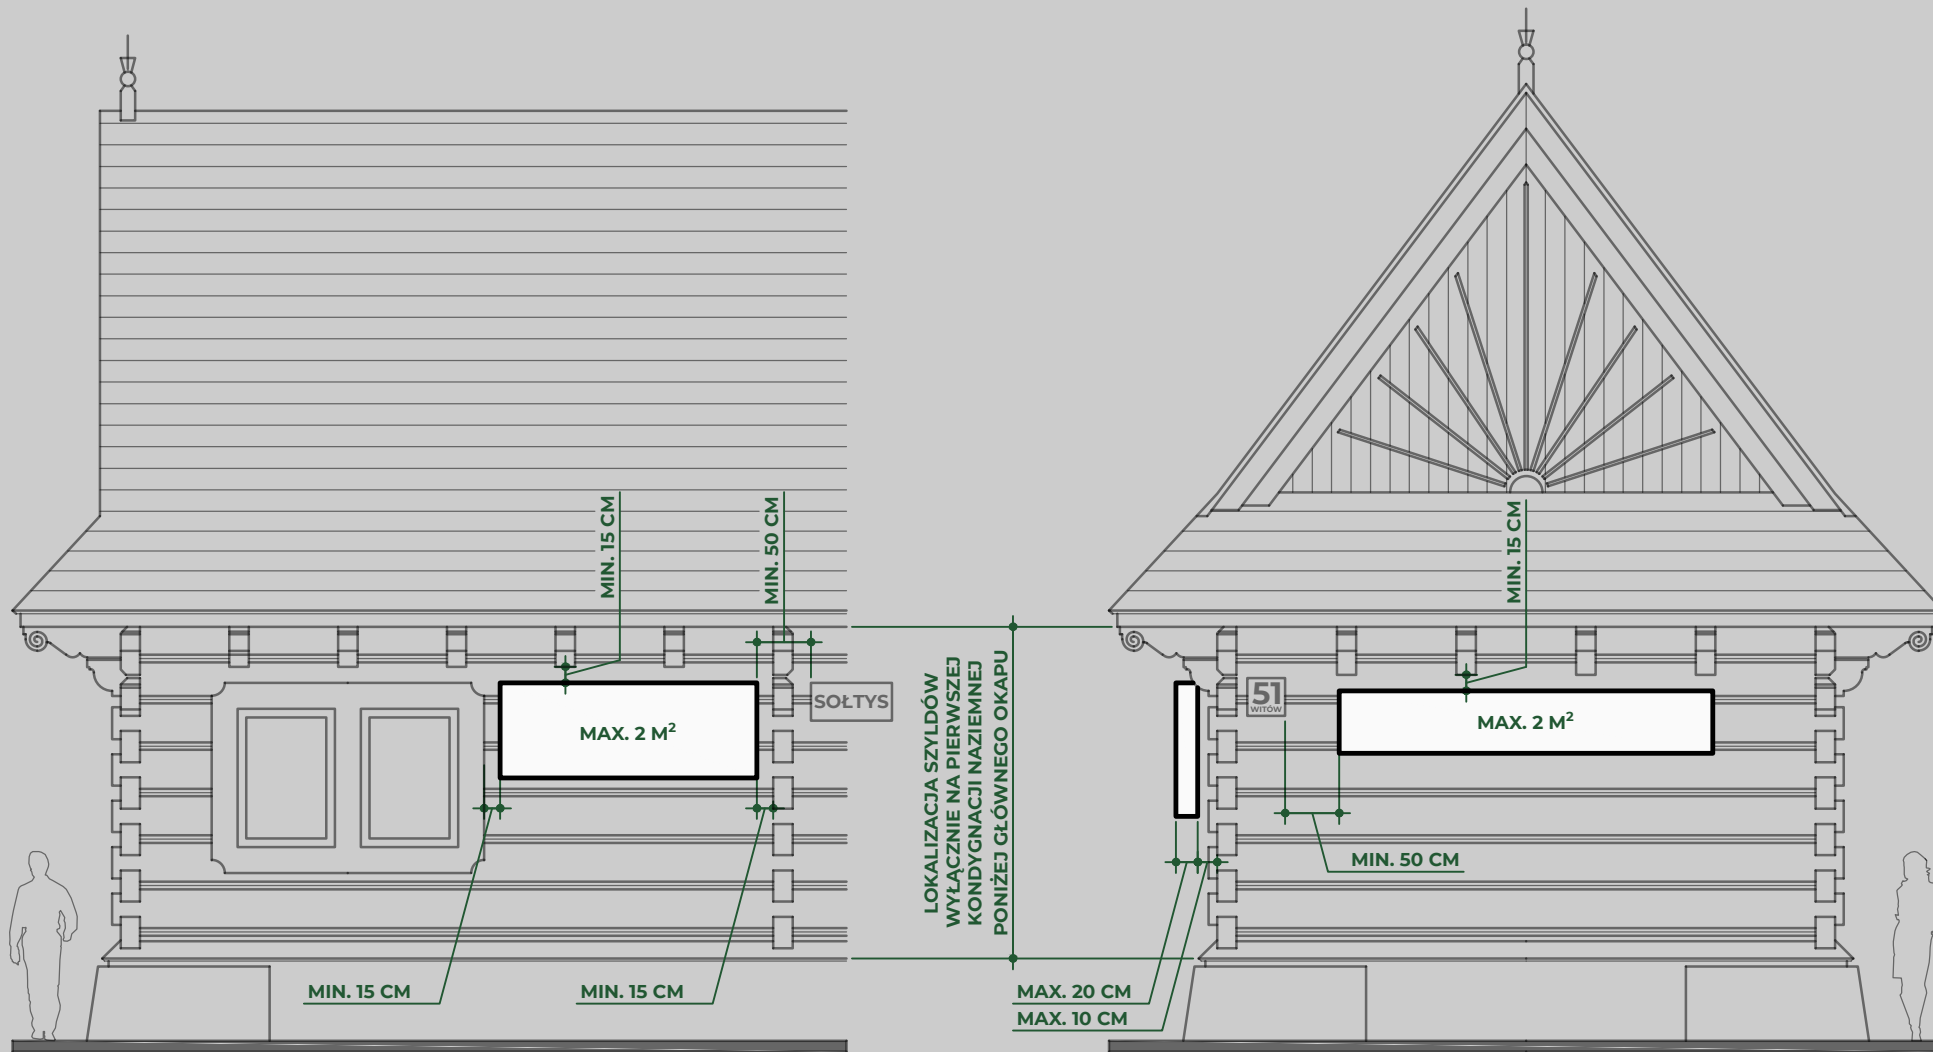 MIN. 15 CM
MIN. 50 CM
MIN. 15 CM
SOŁTYS
51
WITÓW
MAX. 2 M²
MAX. 2 M²
LOKALIZACJA SZYLDÓW
WYŁĄCZNIE NA PIERWSZEJ
KONDYGNACJI NAZIEMNEJ
PONIŻEJ GŁÓWNEGO OKAPU
MIN. 50 CM
MIN. 15 CM
MIN. 15 CM
MAX. 20 CM
MAX. 10 CM